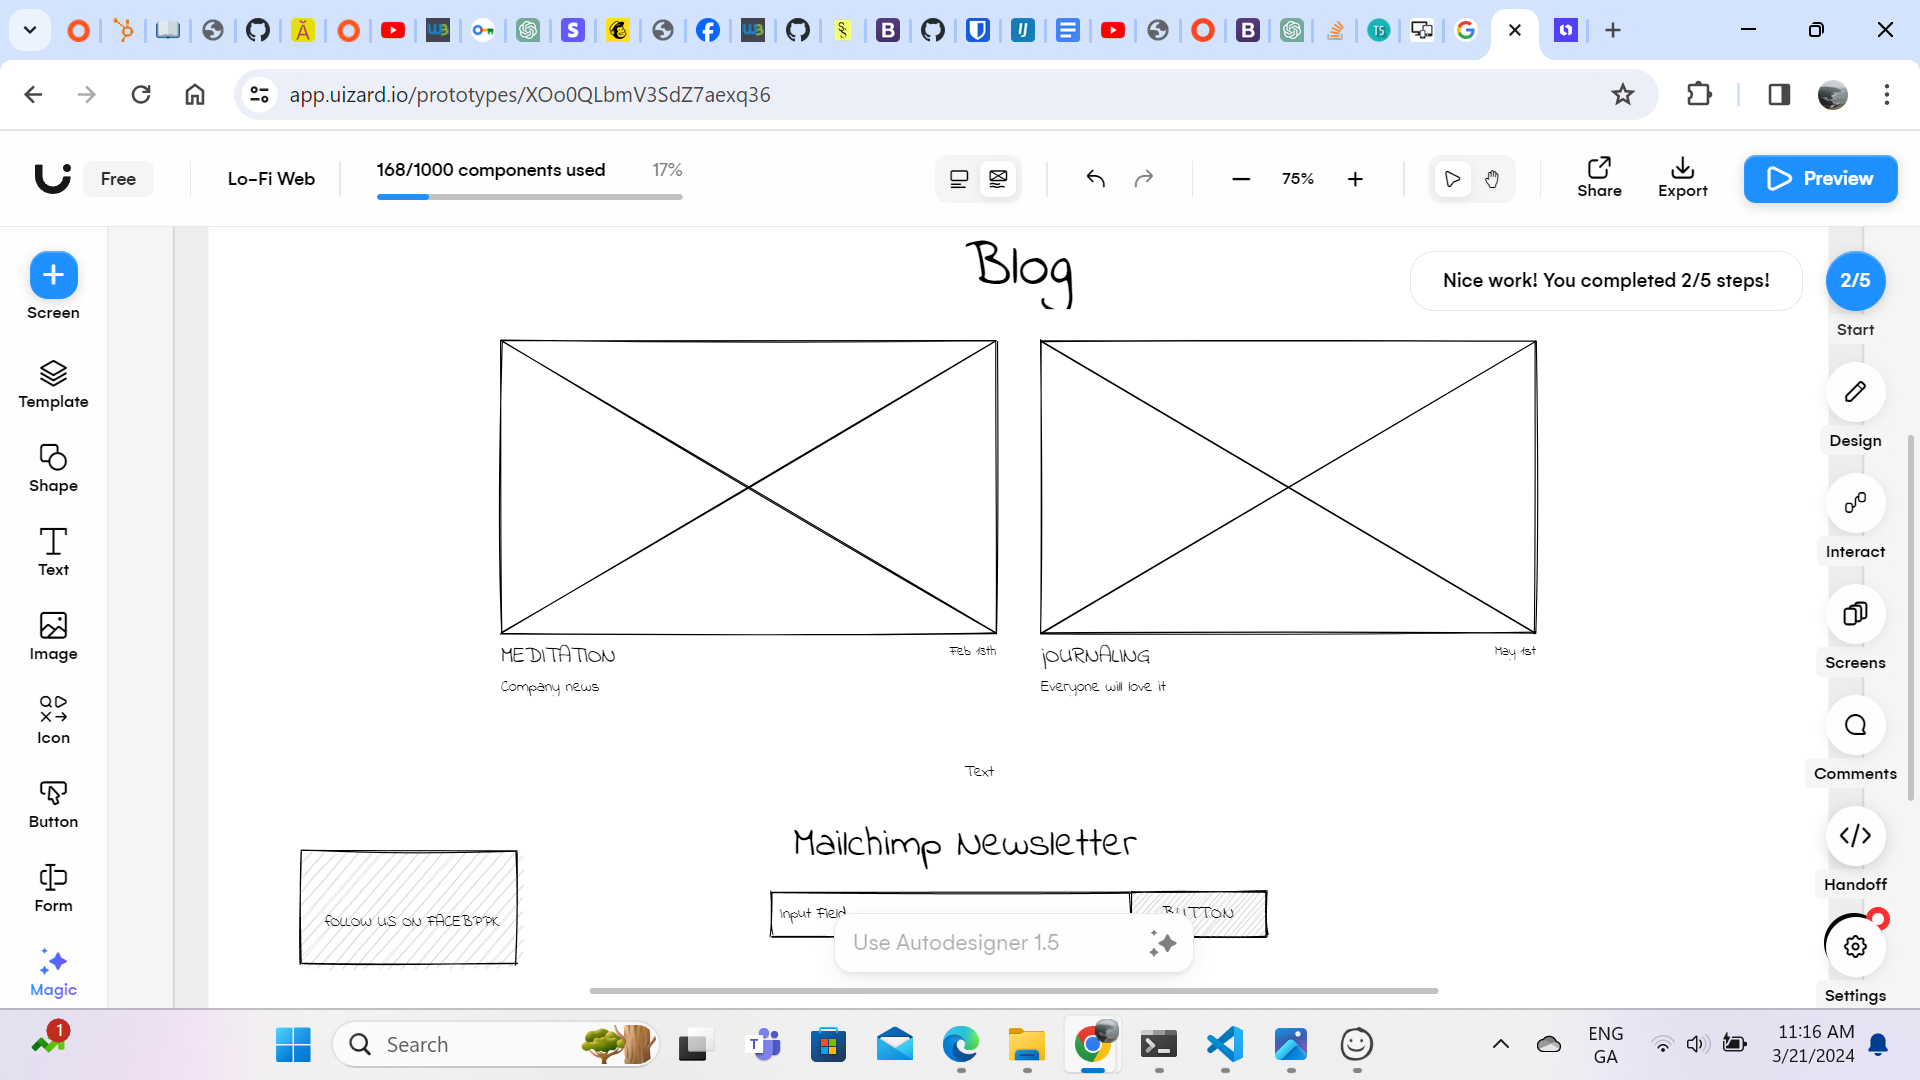 app.uizard.io/prototypes/XOo0QLbmV3SdZ7aexq36
Free
Lo-Fi Web
168/1000 components used
17%
75%
Share
Export
Preview
Blog
Nice work! You completed 2/5 steps!
2/5
Start
Screen
Template
Shape
Text
Image
Icon
Button
Form
Magic
Design
Interact
Screens
Comments
Handoff
Settings
MEDITATION
Feb 13th
jOURNALING
May 1st
Company news
Everyone will love it
Text
Mailchimp Newsletter
fOLLOW US ON FACEBPPK
Input Field
BUTTON
Use Autodesigner 1.5
1
Search
ENG
GA
11:16 AM
3/21/2024